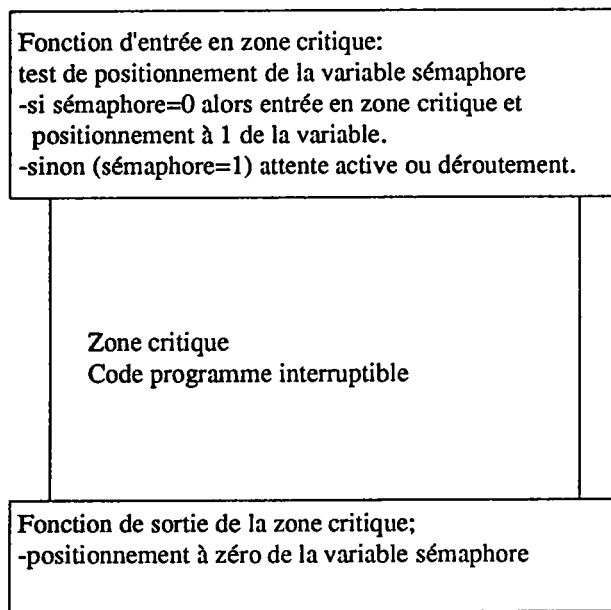 Fonction d'entrée en zone critique:
test de positionnement de la variable sémaphore
-si sémaphore=0 alors entrée en zone critique et
positionnement à 1 de la variable.
-sinon (sémaphore=1) attente active ou déroutement.
Zone critique
Code programme interruptible
Fonction de sortie de la zone critique;
-positionnement à zéro de la variable sémaphore